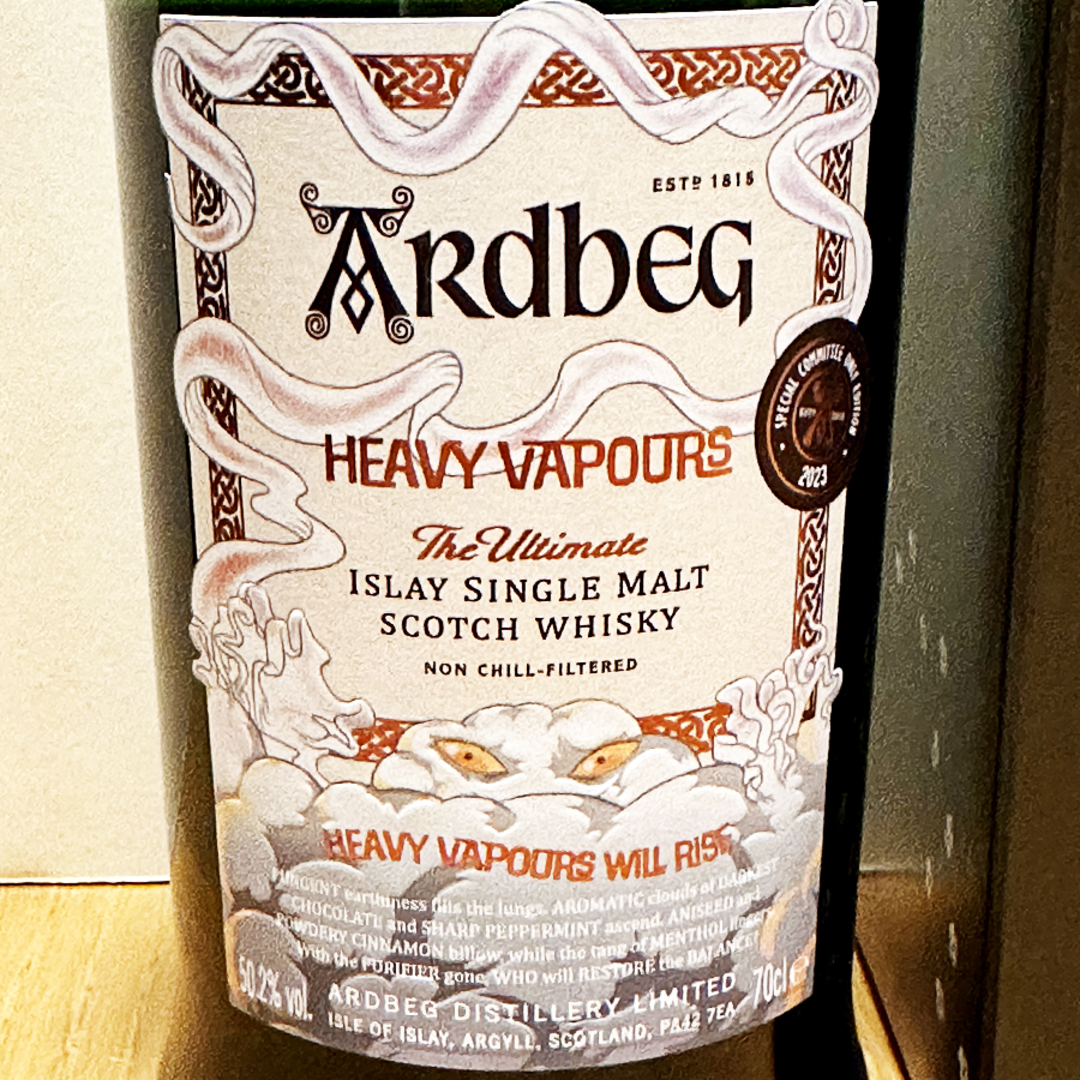 ESTD 1815
ARDBEG
SPECIAL COMMITTEE ONLY EDITION
2023
HEAVY VAPOURS
The Ultimate
ISLAY SINGLE MALT
SCOTCH WHISKY
NON CHILL-FILTERED
HEAVY VAPOURS WILL RISE
PUNGENT earthiness fills the lungs. AROMATIC clouds of DARKEST
CHOCOLATE and SHARP PEPPERMINT ascend. ANISEED and
POWDERY CINNAMON billow, while the tang of MENTHOL
With the PURIFIER gone, WHO will RESTORE the BALANCE?
50.2% vol. ARDBEG DISTILLERY LIMITED 70cl e
ISLE OF ISLAY, ARGYLL, SCOTLAND, PA42 7EA